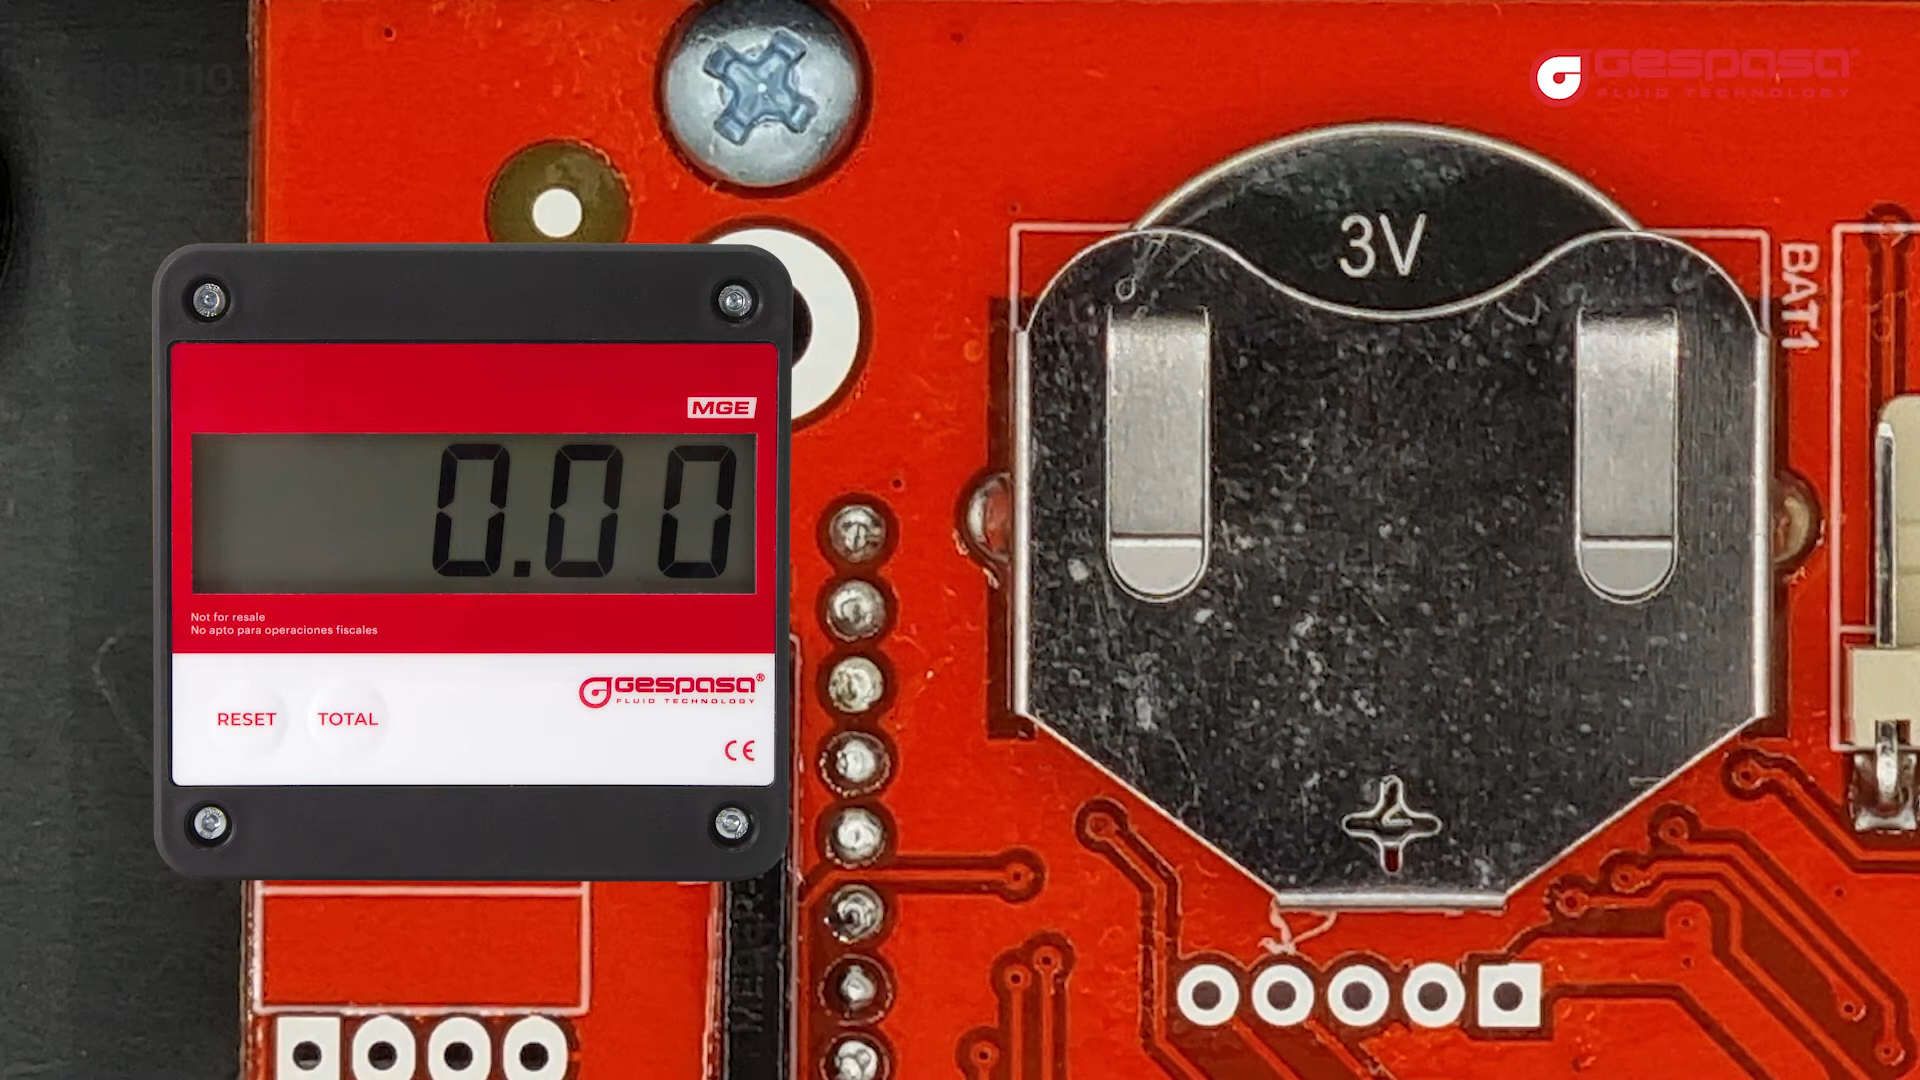 GESPASA
FLUID TECHNOLOGY
3V
BAT1
MGE
0.00
Not for resale
No apto para operaciones fiscales
GESPASA®
FLUID TECHNOLOGY
RESET
TOTAL
CE